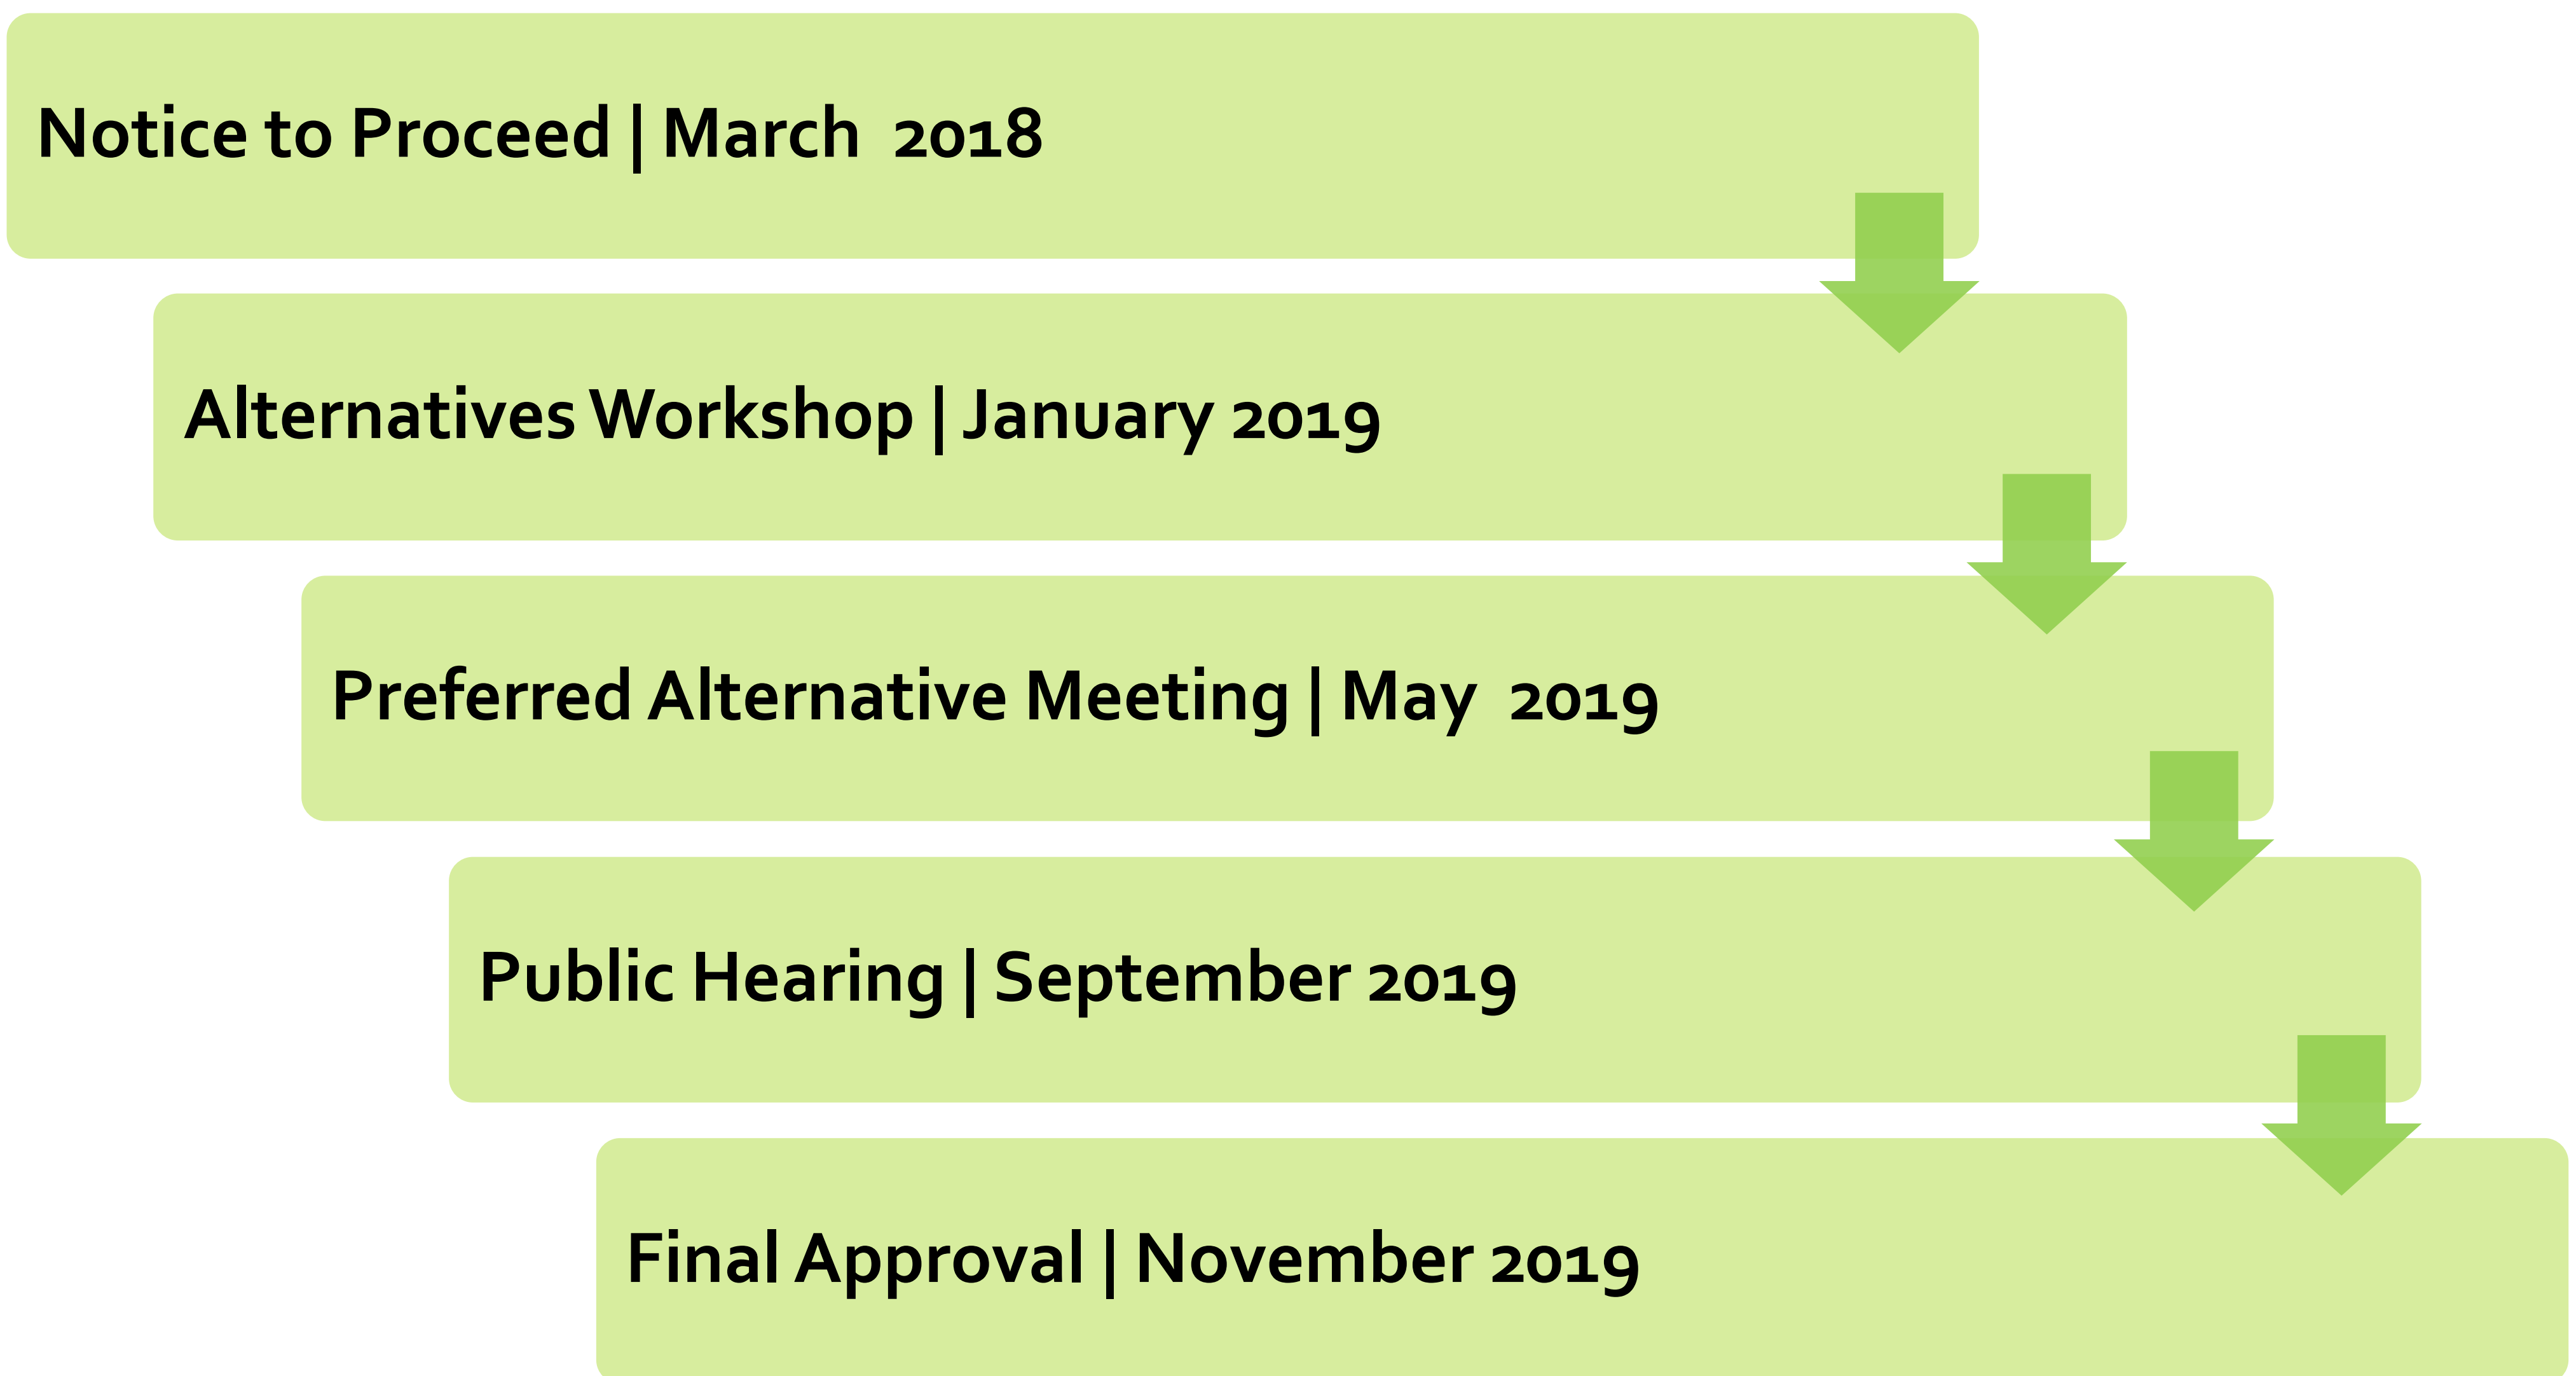 Notice to Proceed | March  2018
Alternatives Workshop | January 2019
Preferred Alternative Meeting | May  2019
Public Hearing | September 2019
Final Approval | November 2019